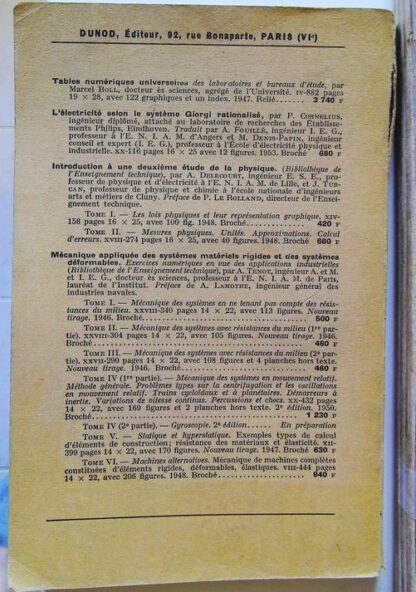 DUNOD, Éditeur, 92, rue Bonaparte, PARIS (VIe)
Tables numériques universelles des laboratoires et bureaux d'étude, par
Marcel BOLL, docteur ès sciences, agrégé de l'Université. IV-882 pages
19 × 28, avec 122 graphiques et un index. 1947. Relié....... 3 740 F
L'électricité selon le système Giorgi rationalisé, par P. CORNELIUS,
ingénieur diplômé, attaché au laboratoire de recherches des Établisse-
ments Philips, Eindhoven. Traduit par A. FOUILLÉ, ingénieur I. E. G.,
professeur à l'E. N. I. A. M. d'Angers et M. DENIS-PAPIN, ingénieur
conseil et expert (I. E. G.), professeur à l'École d'électricité physique et
industrielle. XX-116 pages 16 × 25 avec 12 figures. 1953. Broché 680 F
Introduction à une deuxième étude de la physique. (Bibliothèque de
l'Enseignement technique), par A. DELECOURT, ingénieur E. S. E., pro-
fesseur de physique et d'électricité à l'E. N. I. A. M. de Lille, et J. TUR-
CAN, professeur de physique et chimie à l'école nationale d'ingénieurs
arts et métiers de Cluny. Préface de P. LE ROLLAND, directeur de l'Ensei-
gnement technique.
TOME I. — Les lois physiques et leur représentation graphique. XIV-
158 pages 16 × 25, avec 100 fig. 1948. Broché....... 420 F
TOME II. — Mesures physiques. Unités. Approximations. Calcul
d'erreurs. XVIII-274 pages 16 × 25, avec 40 figures. 1948. Broché 660 F
Mécanique appliquée des systèmes matériels rigides et des systèmes
déformables. Exercices numériques en vue des applications industrielles
(Bibliothèque de l'Enseignement technique), par A. TENOT, ingénieur A. et M.
et I. E. G., docteur ès sciences, professeur à l'E. N. I. A. M. de Paris,
lauréat de l'Institut. Préface de A. LAMOTHE, ingénieur général des
industries navales.
TOME I. — Mécanique des systèmes en ne tenant pas compte des résis-
tances du milieu. XXVIII-340 pages 14 × 22, avec 113 figures. Nouveau
tirage. 1946. Broché....... 500 F
TOME II. — Mécanique des systèmes avec résistances du milieu (1re par-
tie). XXVIII-304 pages 14 × 22, avec 105 figures. Nouveau tirage. 1946.
Broché....... 460 F
TOME III. — Mécanique des systèmes avec résistances du milieu (2e par-
tie). XXVII-290 pages 14 × 22, avec 108 figures et 4 planches hors texte.
Nouveau tirage. 1946. Broché....... 460 F
TOME IV (1re partie). — Mécanique des systèmes en mouvement relatif.
Méthode générale. Problèmes types sur la centrifugation et les oscillations
en mouvement relatif. Trains cycloïdaux et à planétaires. Démarreurs à
inertie. Variations de vitesse continue. Percussions et chocs. XX-432 pages
14 × 22, avec 169 figures et 2 planches hors texte. 2e édition. 1950.
Broché....... 1 230 F
TOME IV (2e partie). — Gyroscopie. 2e édition...... En préparation
TOME V. — Statique et hyperstatique. Exemples types de calcul
d'éléments de construction; résistance des matériaux et élasticité. XII-
399 pages 14 × 22, avec 170 figures. Nouveau tirage. 1947. Broché 630 F
TOME VI. — Machines alternatives. Mécanique de machines complètes
constituées d'éléments rigides, déformables, élastiques. VIII-444 pages
14 × 22, avec 206 figures. 1948. Broché....... 940 F